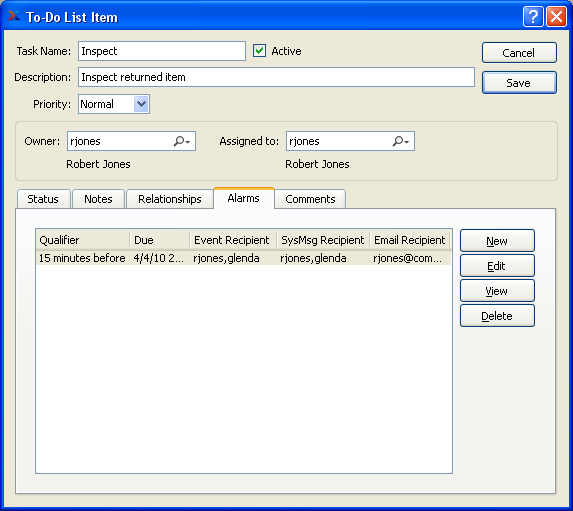 To-Do List Item
Task Name: Inspect Active Cancel
Description: Inspect returned item Save
Priority: Normal
Owner: rjones Assigned to: rjones
Robert Jones Robert Jones
Status Notes Relationships Alarms Comments
Qualifier Due Event Recipient SysMsg Recipient Email Recipient
15 minutes before 4/4/10 2... rjones,glenda rjones,glenda rjones@com...
New
Edit
View
Delete